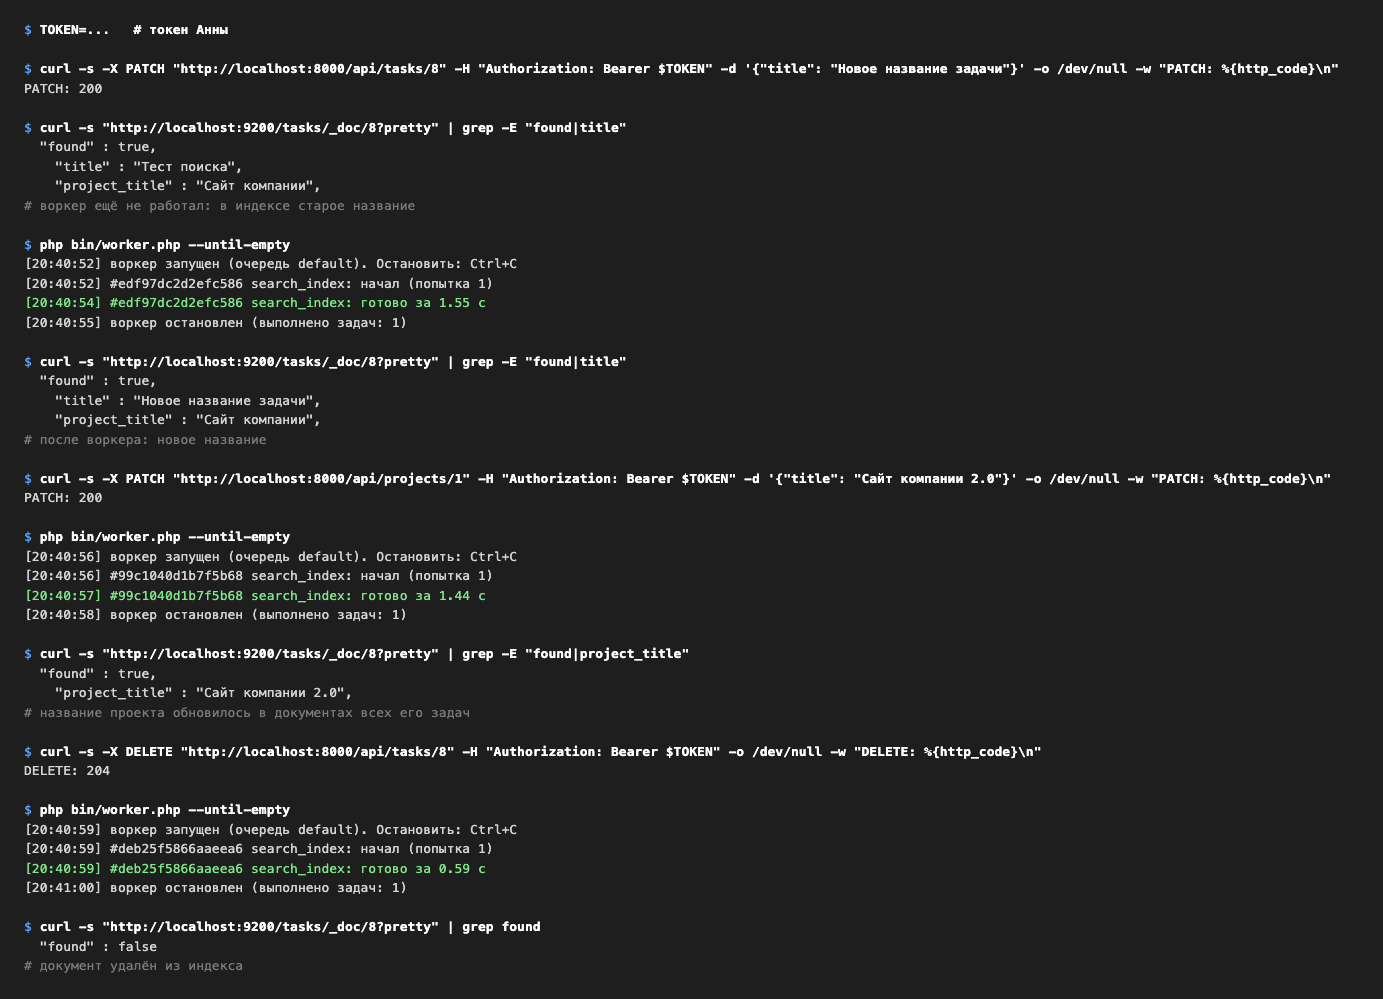 $ TOKEN=...   # токен Анны
$ curl -s -X PATCH "http://localhost:8000/api/tasks/8" -H "Authorization: Bearer $TOKEN" -d '{"title": "Новое название задачи"}' -o /dev/null -w "PATCH: %{http_code}\n"
PATCH: 200
$ curl -s "http://localhost:9200/tasks/_doc/8?pretty" | grep -E "found|title"
  "found" : true,
    "title" : "Тест поиска",
    "project_title" : "Сайт компании",
# воркер ещё не работал: в индексе старое название
$ php bin/worker.php --until-empty
[20:40:52] воркер запущен (очередь default). Остановить: Ctrl+C
[20:40:52] #edf97dc2d2efc586 search_index: начал (попытка 1)
[20:40:54] #edf97dc2d2efc586 search_index: готово за 1.55 с
[20:40:55] воркер остановлен (выполнено задач: 1)
$ curl -s "http://localhost:9200/tasks/_doc/8?pretty" | grep -E "found|title"
  "found" : true,
    "title" : "Новое название задачи",
    "project_title" : "Сайт компании",
# после воркера: новое название
$ curl -s -X PATCH "http://localhost:8000/api/projects/1" -H "Authorization: Bearer $TOKEN" -d '{"title": "Сайт компании 2.0"}' -o /dev/null -w "PATCH: %{http_code}\n"
PATCH: 200
$ php bin/worker.php --until-empty
[20:40:56] воркер запущен (очередь default). Остановить: Ctrl+C
[20:40:56] #99c1040d1b7f5b68 search_index: начал (попытка 1)
[20:40:57] #99c1040d1b7f5b68 search_index: готово за 1.44 с
[20:40:58] воркер остановлен (выполнено задач: 1)
$ curl -s "http://localhost:9200/tasks/_doc/8?pretty" | grep -E "found|project_title"
  "found" : true,
    "project_title" : "Сайт компании 2.0",
# название проекта обновилось в документах всех его задач
$ curl -s -X DELETE "http://localhost:8000/api/tasks/8" -H "Authorization: Bearer $TOKEN" -o /dev/null -w "DELETE: %{http_code}\n"
DELETE: 204
$ php bin/worker.php --until-empty
[20:40:59] воркер запущен (очередь default). Остановить: Ctrl+C
[20:40:59] #deb25f5866aaeea6 search_index: начал (попытка 1)
[20:40:59] #deb25f5866aaeea6 search_index: готово за 0.59 с
[20:41:00] воркер остановлен (выполнено задач: 1)
$ curl -s "http://localhost:9200/tasks/_doc/8?pretty" | grep found
  "found" : false
# документ удалён из индекса